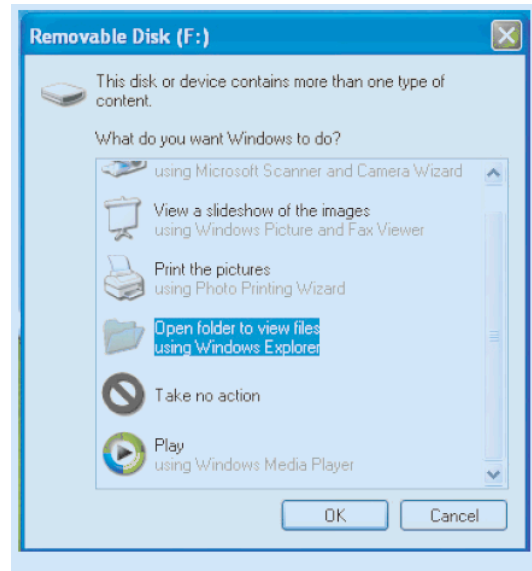 Removable Disk (F:)
This disk or device contains more than one type of
content.
What do you want Windows to do?
using Microsoft Scanner and Camera Wizard
View a slideshow of the images
using Windows Picture and Fax Viewer
Print the pictures
using Photo Printing Wizard
Open folder to view files
using Windows Explorer
Take no action
Play
using Windows Media Player
OK
Cancel